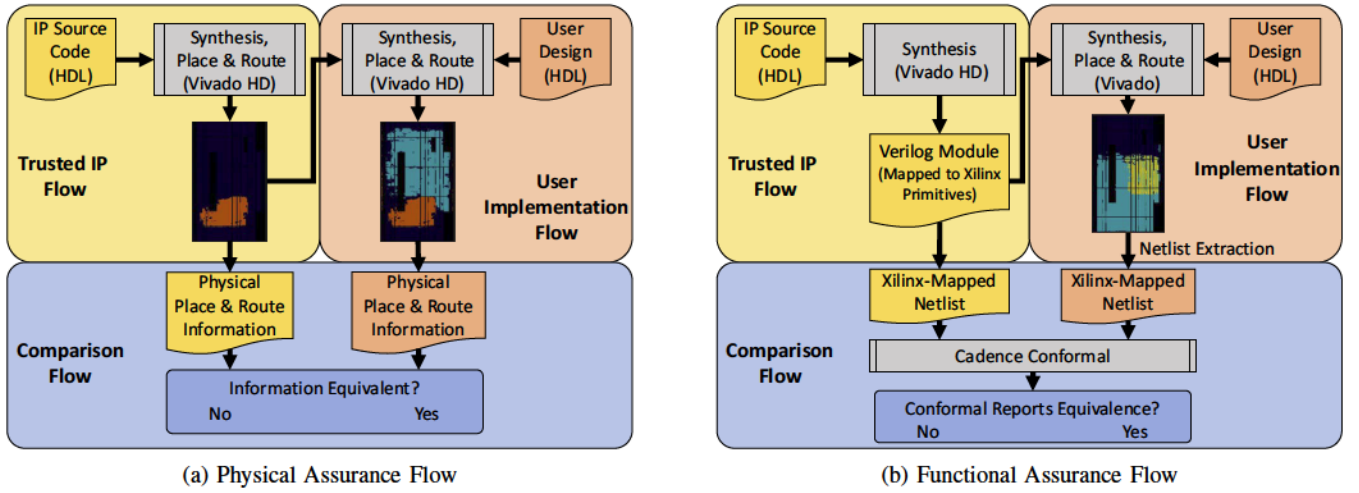 IP Source
Code
(HDL)
Synthesis,
Place & Route
(Vivado HD)
Synthesis,
Place & Route
(Vivado HD)
User
Design
(HDL)
Trusted IP
Flow
User
Implementation
Flow
Physical
Place & Route
Information
Physical
Place & Route
Information
Comparison
Flow
Information Equivalent?
No Yes
(a) Physical Assurance Flow
IP Source
Code
(HDL)
Synthesis
(Vivado HD)
Synthesis,
Place & Route
(Vivado)
User
Design
(HDL)
Trusted IP
Flow
Verilog Module
(Mapped to Xilinx
Primitives)
User
Implementation
Flow
Netlist Extraction
Xilinx-Mapped
Netlist
Xilinx-Mapped
Netlist
Comparison
Flow
Cadence Conformal
Conformal Reports Equivalence?
No Yes
(b) Functional Assurance Flow